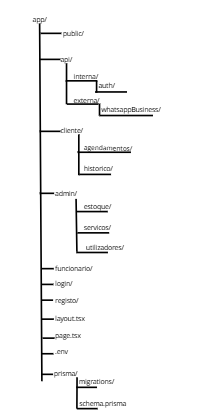 app/
public/
api/
interna/
auth/
externa/
whatsappBusiness/
cliente/
agendamentos/
historico/
admin/
estoque/
servicos/
utilizadores/
funcionario/
login/
registo/
layout.tsx
page.tsx
.env
prisma/
migrations/
schema.prisma